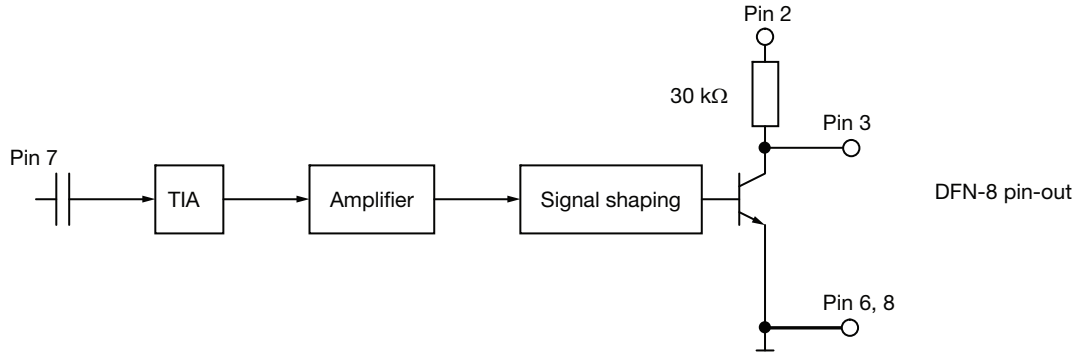 Pin 2
30 kΩ
Pin 3
Pin 7
TIA
Amplifier
Signal shaping
DFN-8 pin-out
Pin 6, 8